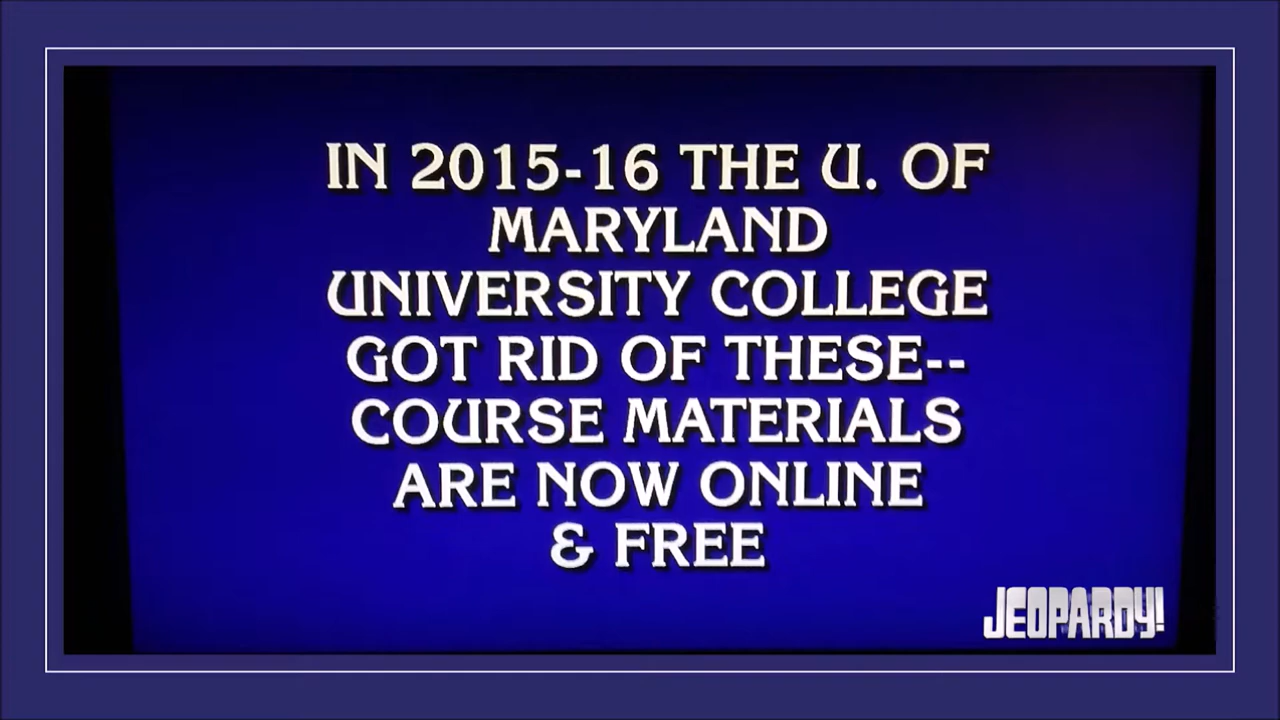 IN 2015-16 THE U. OF
MARYLAND
UNIVERSITY COLLEGE
GOT RID OF THESE--
COURSE MATERIALS
ARE NOW ONLINE
& FREE
JEOPARDY!